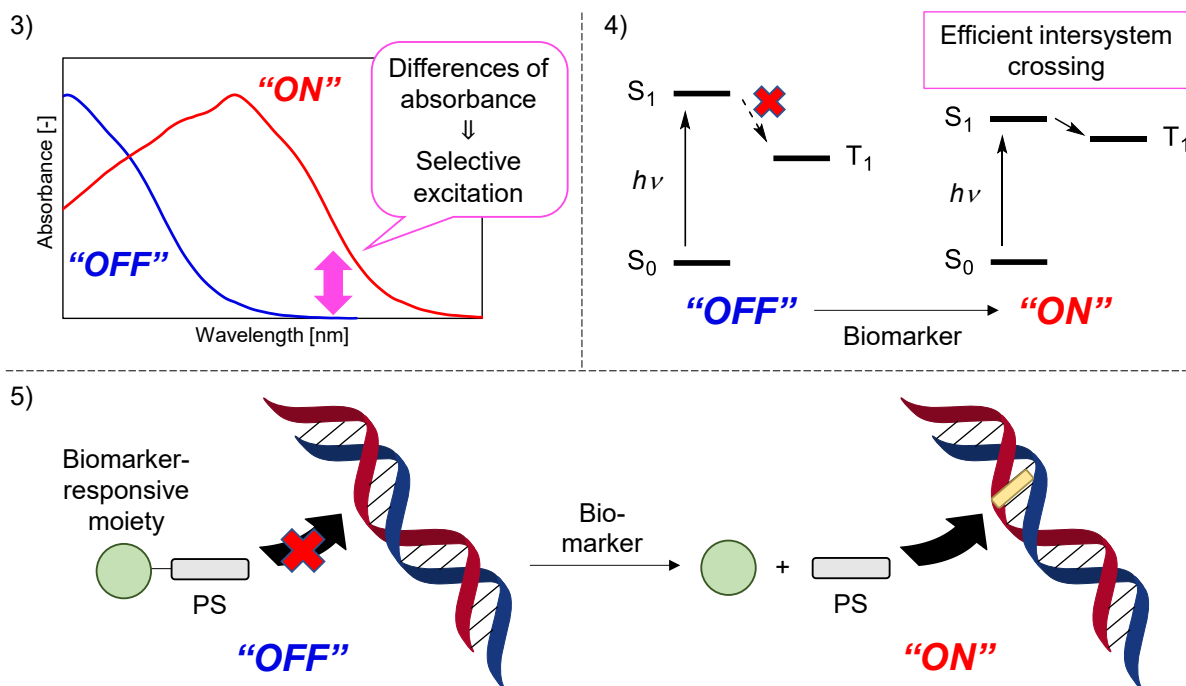 3)
“ON”
“OFF”
Differences of
absorbance
⇓
Selective
excitation
Absorbance [-]
Wavelength [nm]
4)
Efficient intersystem
crossing
S₁
T₁
hν
S₀
“OFF”
S₁
T₁
hν
S₀
“ON”
Biomarker
5)
Biomarker-
responsive
moiety
PS
“OFF”
Bio-
marker
+
PS
“ON”